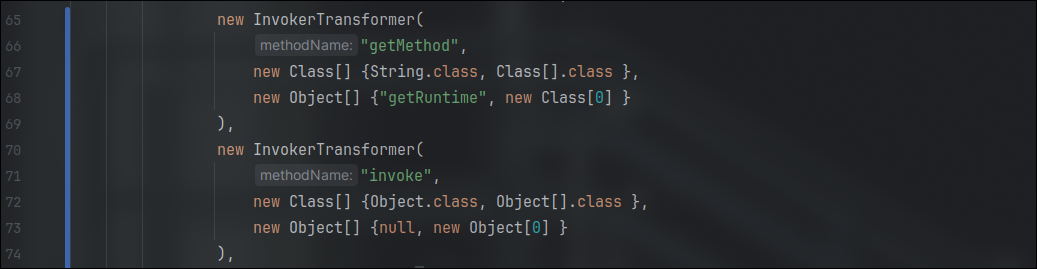 65 new InvokerTransformer(
66 methodName: "getMethod",
67 new Class[] {String.class, Class[].class },
68 new Object[] {"getRuntime", new Class[0] }
69 ),
70 new InvokerTransformer(
71 methodName: "invoke",
72 new Class[] {Object.class, Object[].class },
73 new Object[] {null, new Object[0] }
74 ),